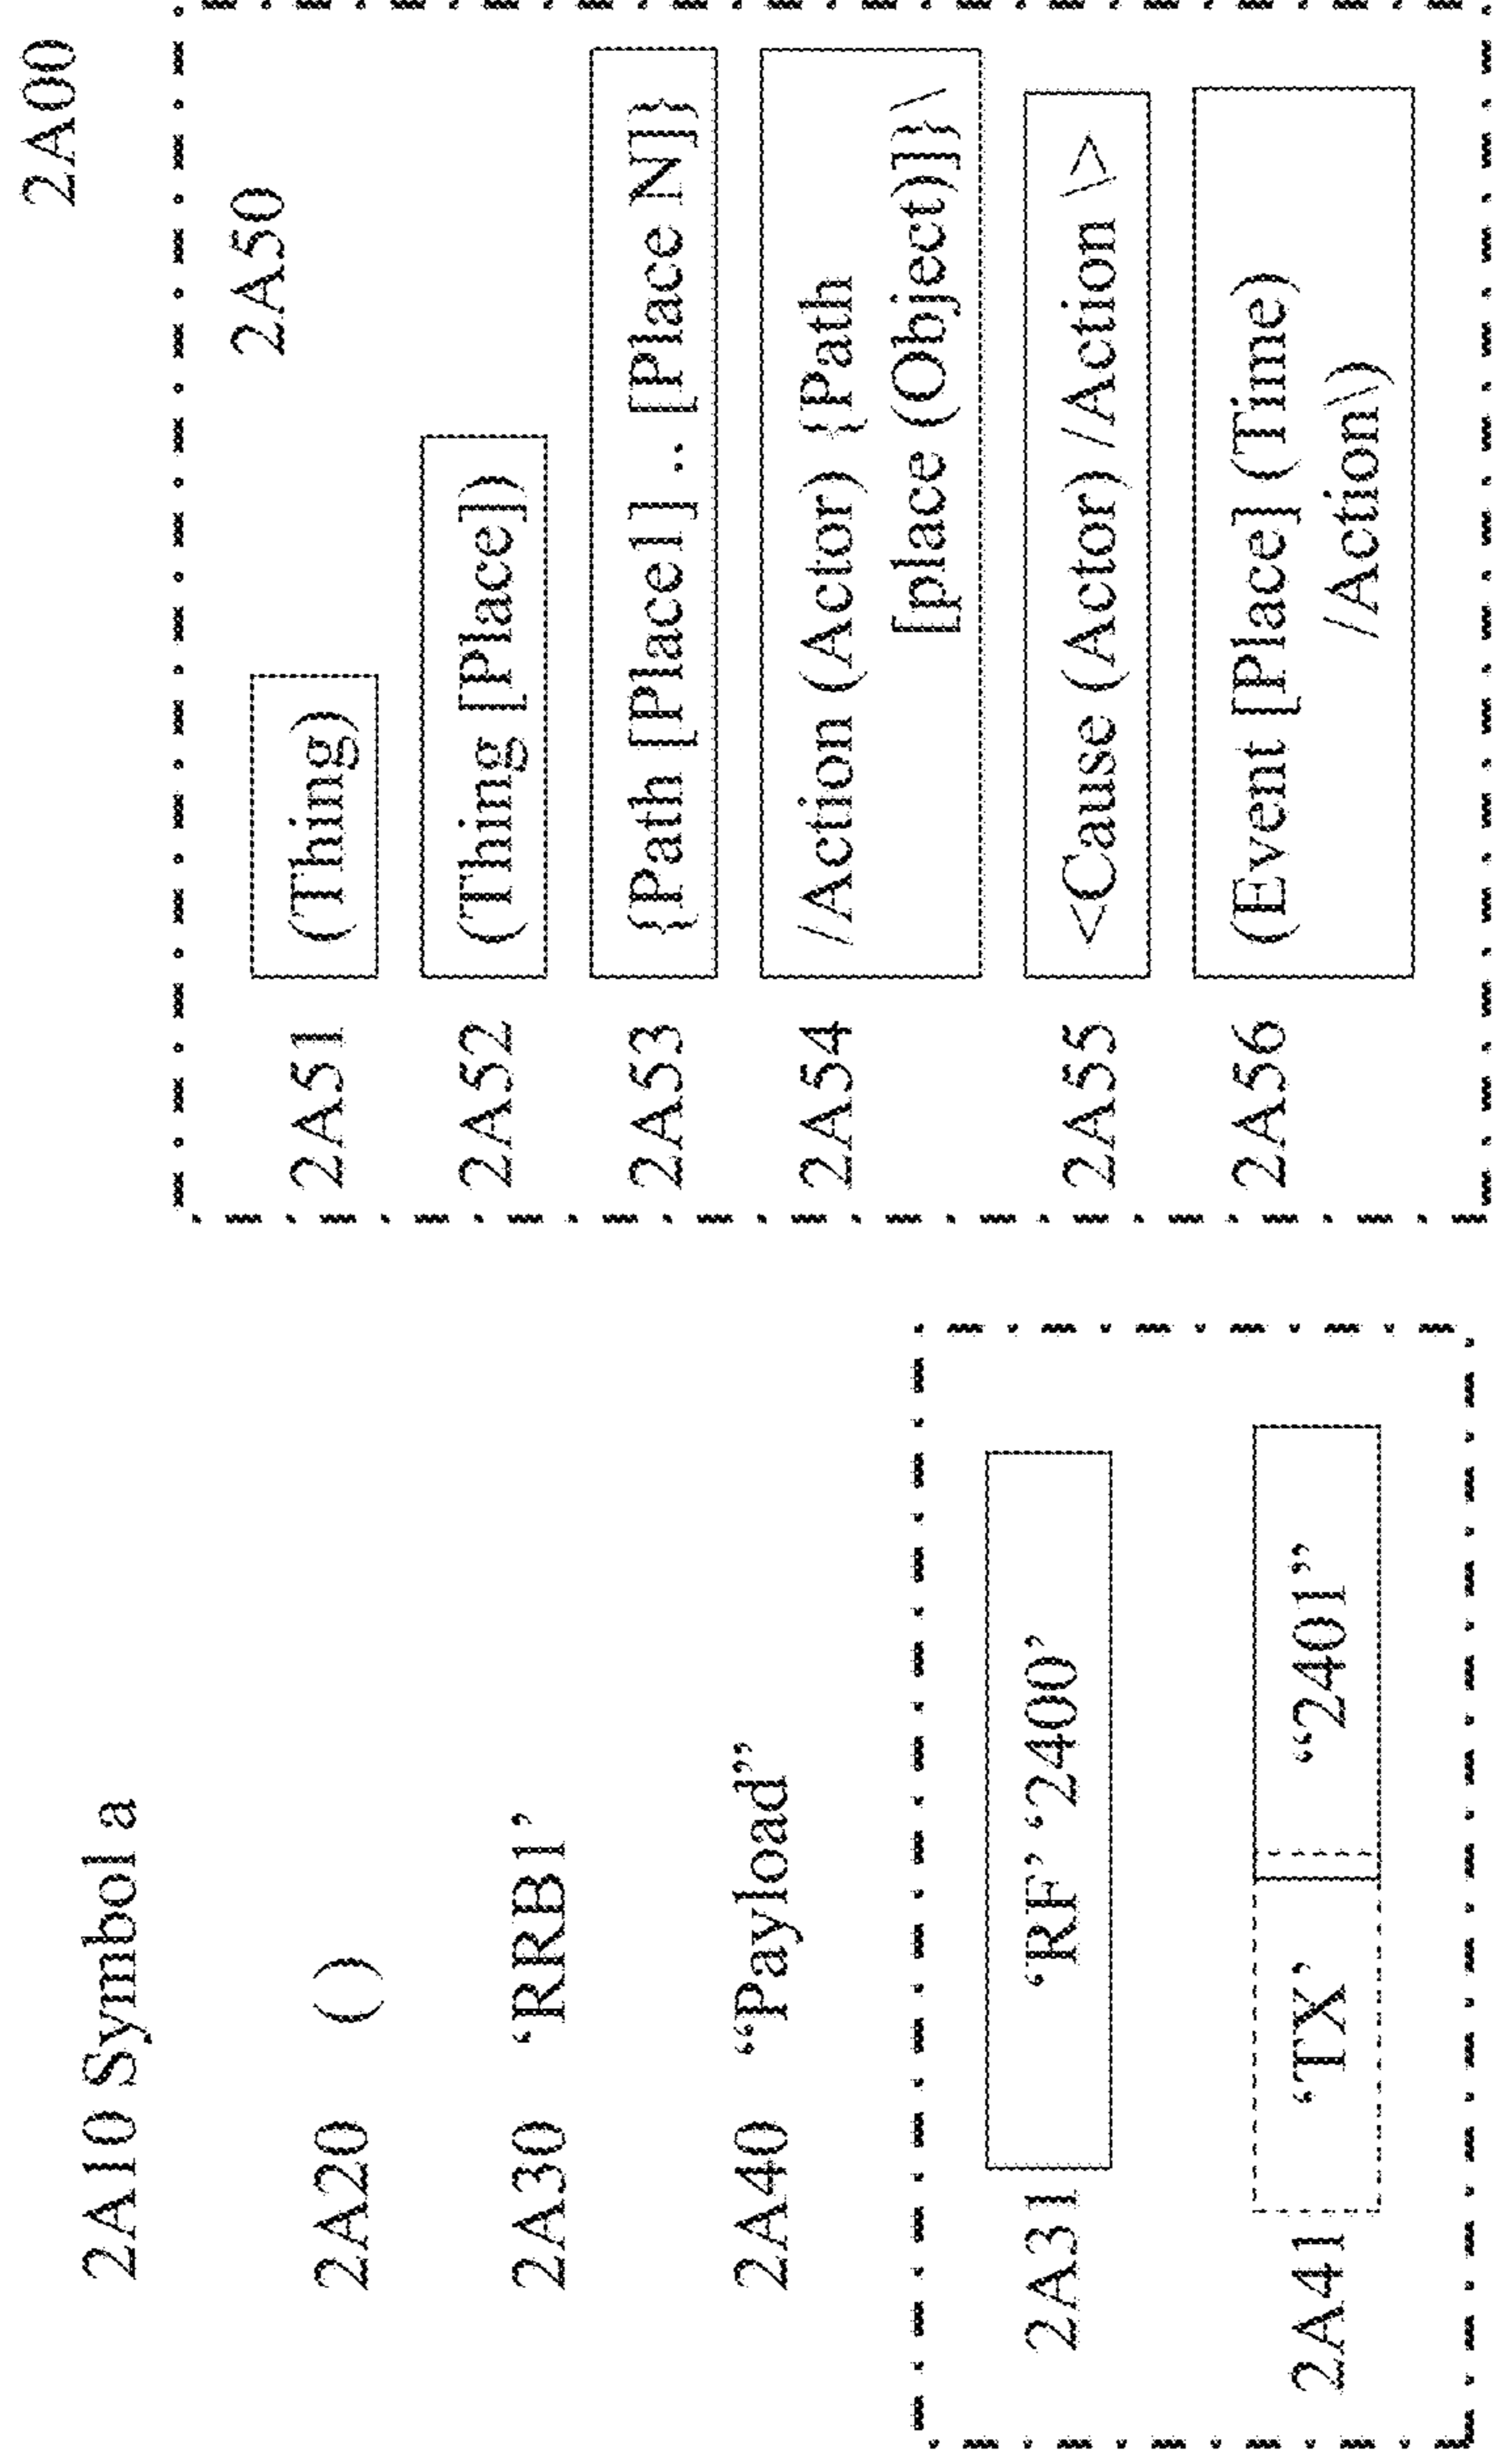 2A00
2A10 Symbol a
2A20 ( )
2A30 ‘RRB1’
2A40 “Payload”
2A31 ‘RF’ ‘2400’
2A41 ‘TX’ “2401”
2A50
2A51 (Thing)
2A52 (Thing [Place])
2A53 {Path [Place1] .. [Place N]}
2A54 /Action (Actor) {Path
[place (Object)]}\
2A55 <Cause (Actor) /Action \>
2A56 (Event [Place] (Time)
/Action\)